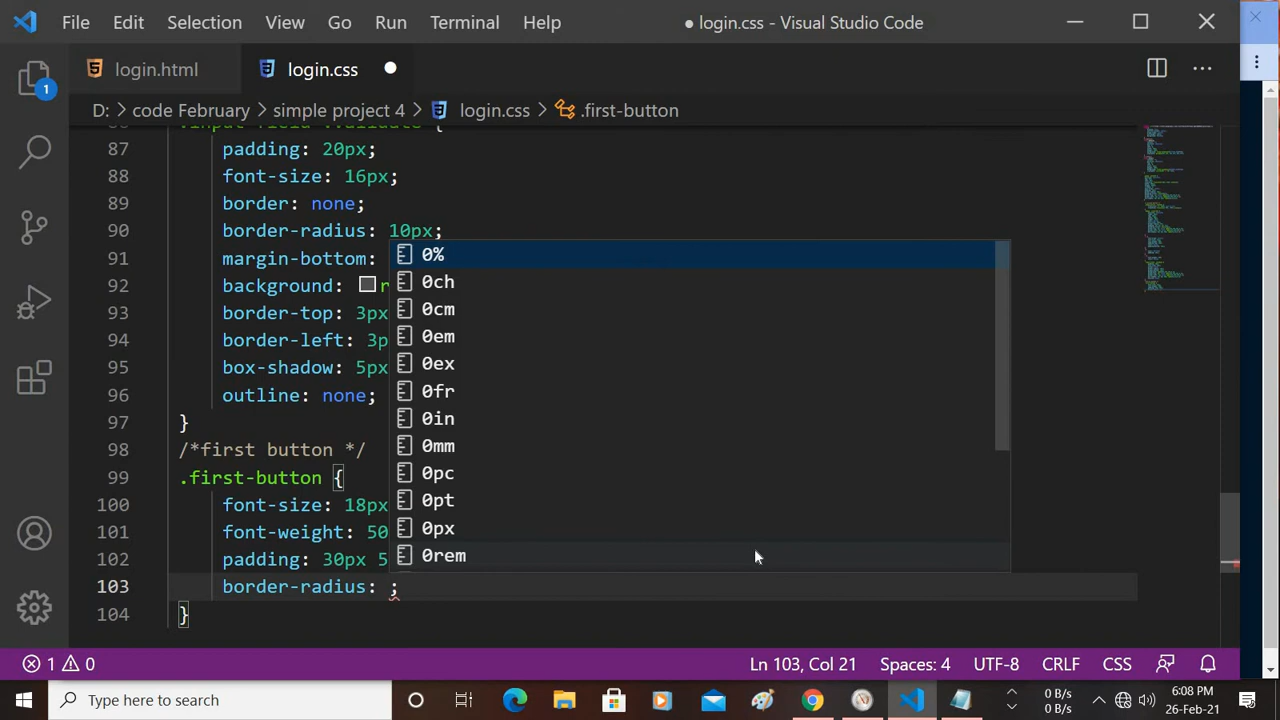 File Edit Selection View Go Run Terminal Help ● login.css - Visual Studio Code
login.html login.css
D: > code February > simple project 4 > login.css > .first-button
87 padding: 20px;
88 font-size: 16px;
89 border: none;
90 border-radius: 10px;
91 margin-bottom:
92 background:
93 border-top: 3px
94 border-left: 3p
95 box-shadow: 5px
96 outline: none;
97 }
98 /*first button */
99 .first-button {
100 font-size: 18px
101 font-weight: 50
102 padding: 30px 5
103 border-radius: ;
104 }
0%
0ch
0cm
0em
0ex
0fr
0in
0mm
0pc
0pt
0px
0rem
1
1 0 Ln 103, Col 21 Spaces: 4 UTF-8 CRLF CSS
Type here to search
0 B/s
0 B/s
6:08 PM
26-Feb-21